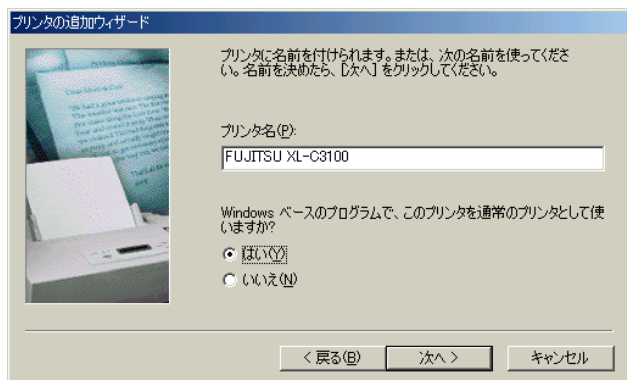 プリンタの追加ウィザード
プリンタに名前を付けられます。または、次の名前を使ってくださ
い。名前を決めたら、[次へ] をクリックしてください。
プリンタ名(P):
FUJITSU XL-C3100
Windows ベースのプログラムで、このプリンタを通常のプリンタとして使
いますか?
はい(Y)
いいえ(N)
< 戻る(B)
次へ >
キャンセル